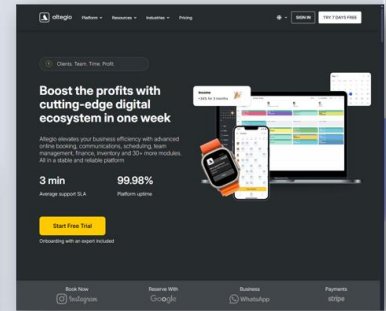 altegio
Platform
Resources
Industries
Pricing
SIGN IN
TRY 7 DAYS FREE
Clients. Team. Time. Profit.
Boost the profits with
cutting-edge digital
ecosystem in one week
Altegio elevates your business efficiency with advanced
online booking, communications, scheduling, team
management, finance, inventory and 30+ more modules.
All in a stable and reliable platform
3 min
99.98%
Average support SLA
Platform uptime
Start Free Trial
Onboarding with an expert included
Book Now
Instagram
Reserve With
Google
Business
WhatsApp
Payments
stripe